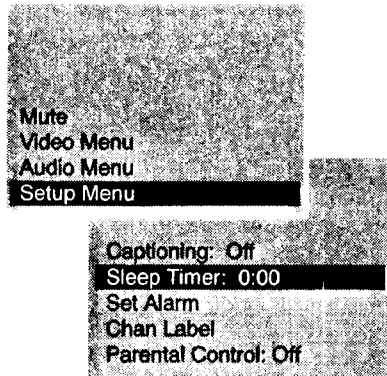 Mute
Video Menu
Audio Menu
Setup Menu
Captioning: Off
Sleep Timer: 0:00
Set Alarm
Chan Label
Parental Control: Off